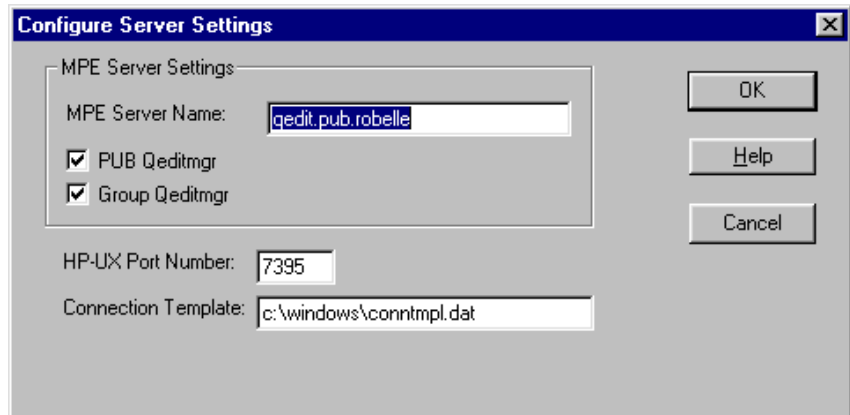 Configure Server Settings
MPE Server Settings
OK
MPE Server Name: qedit.pub.robelle
PUB Qeditmgr
Help
Group Qeditmgr
Cancel
HP-UX Port Number: 7395
Connection Template: c:\windows\conntmpl.dat